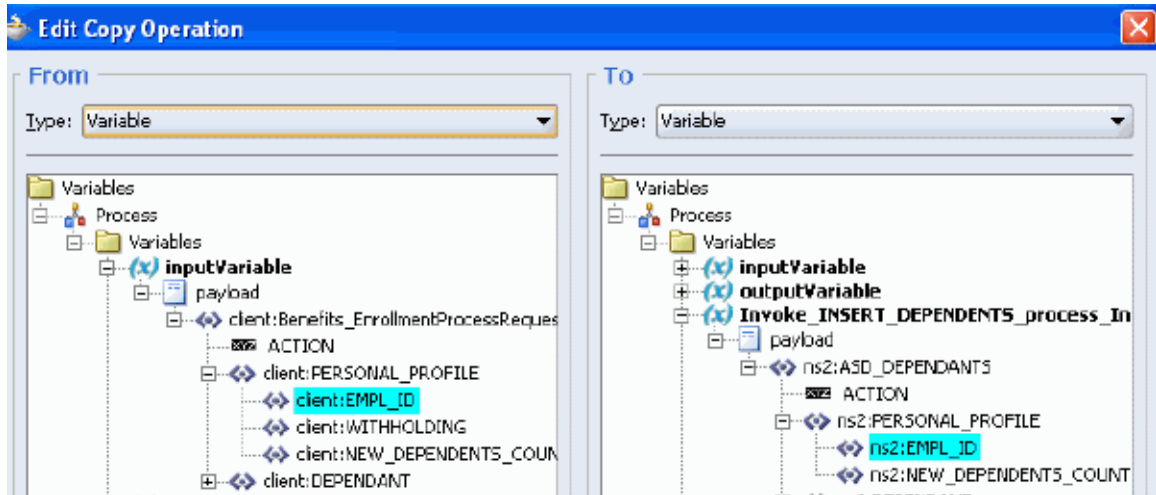 Edit Copy Operation
From
Type: Variable
Variables
Process
Variables
(x) inputVariable
payload
client:Benefits_EnrollmentProcessReques
XYZ ACTION
client:PERSONAL_PROFILE
client:EMPL_ID
client:WITHHOLDING
client:NEW_DEPENDENTS_COUN
client:DEPENDANT
To
Type: Variable
Variables
Process
Variables
(x) inputVariable
(x) outputVariable
(x) Invoke_INSERT_DEPENDENTS_process_In
payload
ns2:ASD_DEPENDANTS
XYZ ACTION
ns2:PERSONAL_PROFILE
ns2:EMPL_ID
ns2:NEW_DEPENDENTS_COUNT